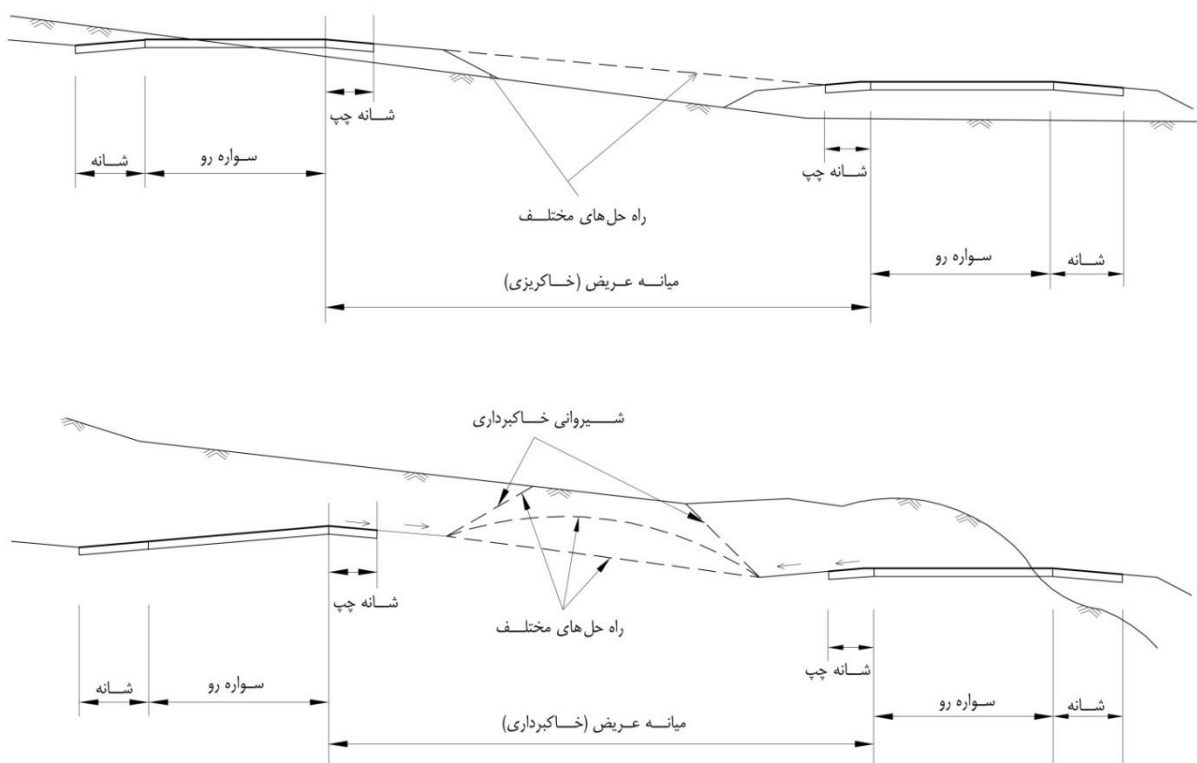 شانه چپ
شانه
سواره رو
شانه چپ
سواره رو
شانه
راه حل‌های مختلف
میانه عریض (خاکریزی)
شیروانی خاکبرداری
شانه چپ
راه حل‌های مختلف
شانه چپ
شانه
سواره رو
سواره رو
شانه
میانه عریض (خاکبرداری)